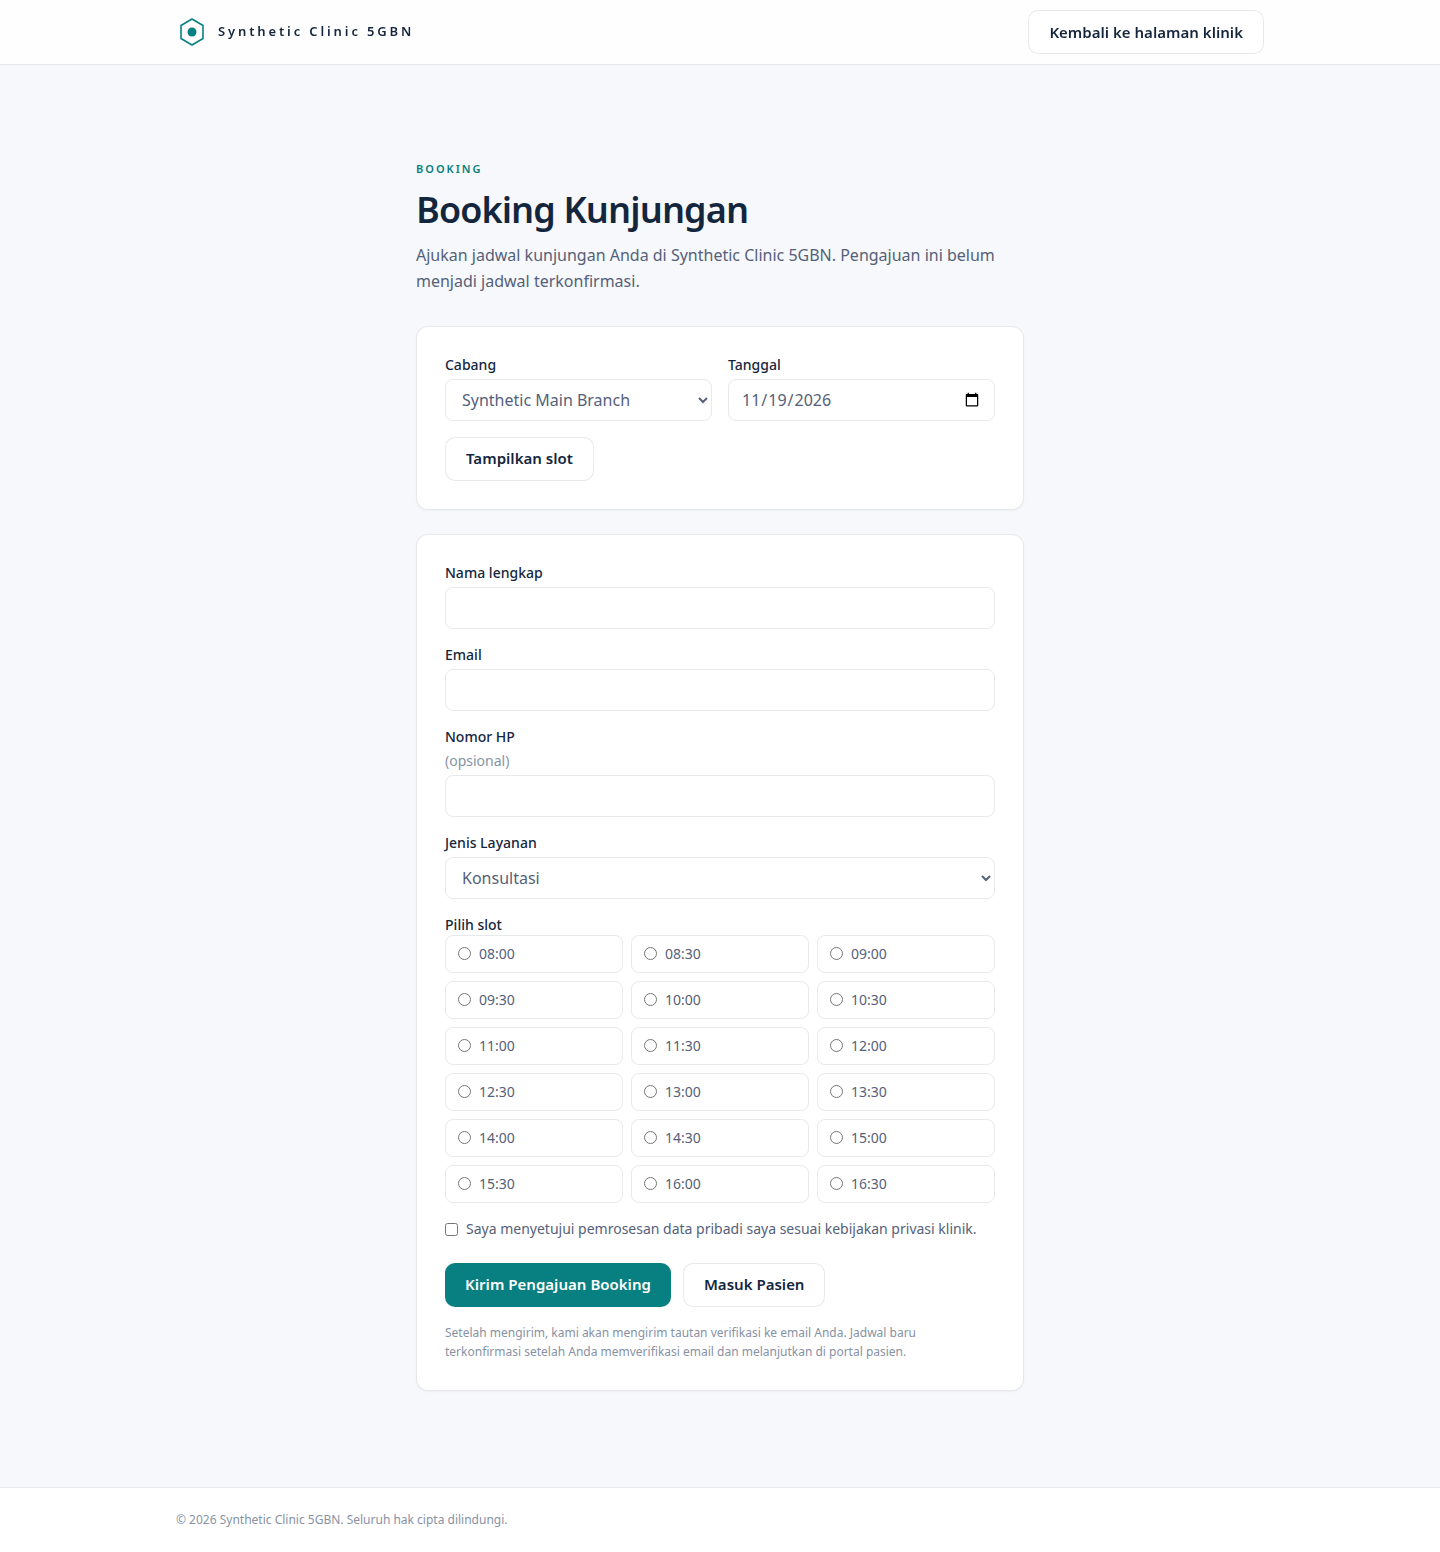 Synthetic Clinic 5GBN
Kembali ke halaman klinik
BOOKING
Booking Kunjungan
Ajukan jadwal kunjungan Anda di Synthetic Clinic 5GBN. Pengajuan ini belum
menjadi jadwal terkonfirmasi.
Cabang
Tanggal
Synthetic Main Branch
11/19/2026
Tampilkan slot
Nama lengkap
Email
Nomor HP
(opsional)
Jenis Layanan
Konsultasi
Pilih slot
08:00
08:30
09:00
09:30
10:00
10:30
11:00
11:30
12:00
12:30
13:00
13:30
14:00
14:30
15:00
15:30
16:00
16:30
Saya menyetujui pemrosesan data pribadi saya sesuai kebijakan privasi klinik.
Kirim Pengajuan Booking
Masuk Pasien
Setelah mengirim, kami akan mengirim tautan verifikasi ke email Anda. Jadwal baru
terkonfirmasi setelah Anda memverifikasi email dan melanjutkan di portal pasien.
© 2026 Synthetic Clinic 5GBN. Seluruh hak cipta dilindungi.